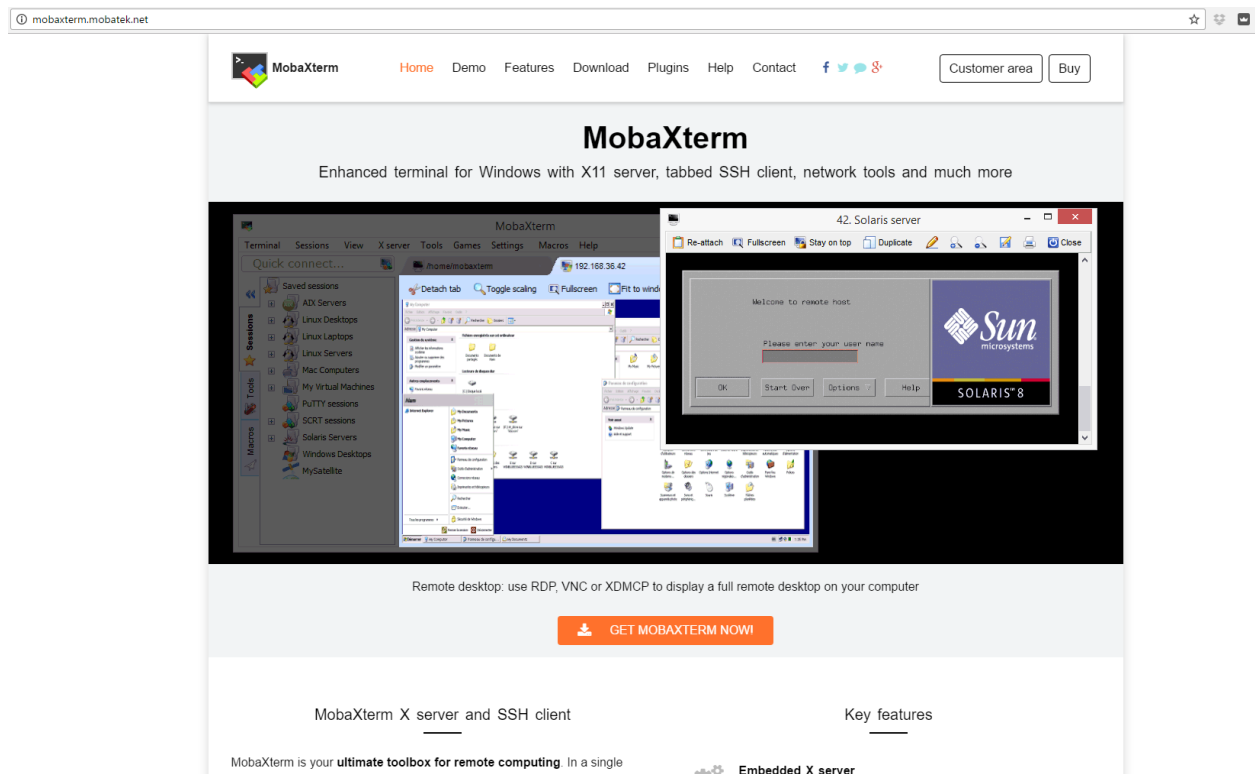 mobaxterm.mobatek.net
MobaXterm
Home Demo Features Download Plugins Help Contact
Customer area Buy
MobaXterm
Enhanced terminal for Windows with X11 server, tabbed SSH client, network tools and much more
MobaXterm
Terminal Sessions View X server Tools Games Settings Macros Help
Quick connect...
/home/mobaxterm
192.168.36.42
Detach tab Toggle scaling Fullscreen Fit to wind
Sessions
Tools
Macros
Saved sessions
AIX Servers
Linux Desktops
Linux Laptops
Linux Servers
Mac Computers
My Virtual Machines
PuTTY sessions
SCRT sessions
Solaris Servers
Windows Desktops
MySatellite
42. Solaris server
Re-attach Fullscreen Stay on top Duplicate Close
Welcome to remote host
Please enter your user name
OK Start Over Options Help
Sun
microsystems
SOLARIS™ 8
Remote desktop: use RDP, VNC or XDMCP to display a full remote desktop on your computer
GET MOBAXTERM NOW!
MobaXterm X server and SSH client
Key features
MobaXterm is your ultimate toolbox for remote computing. In a single
Embedded X server